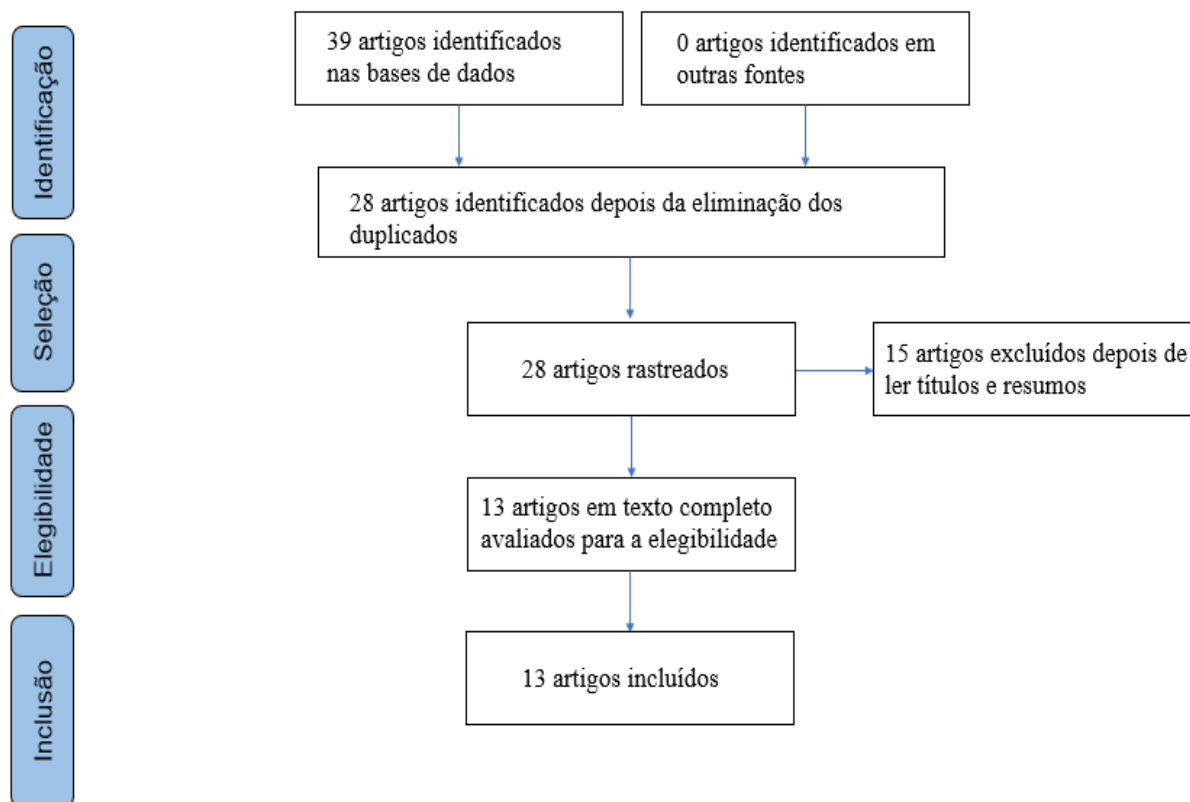 Identificação
39 artigos identificados
nas bases de dados
0 artigos identificados em
outras fontes
28 artigos identificados depois da eliminação dos
duplicados
Seleção
28 artigos rastreados
15 artigos excluídos depois de
ler títulos e resumos
Elegibilidade
13 artigos em texto completo
avaliados para a elegibilidade
Inclusão
13 artigos incluídos